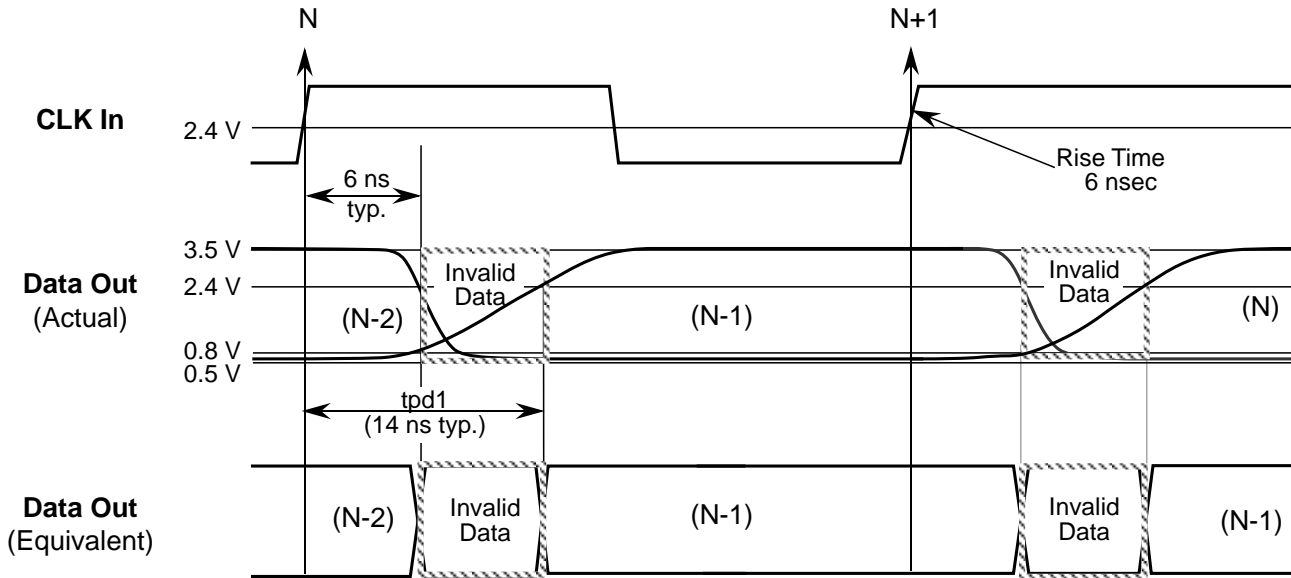 N
N+1
CLK In
2.4 V
Rise Time
6 nsec
6 ns
typ.
3.5 V
Data Out
(Actual)
2.4 V
Invalid
Data
Invalid
Data
(N-2)
(N-1)
(N)
0.8 V
0.5 V
tpd1
(14 ns typ.)
Data Out
(Equivalent)
(N-2)
Invalid
Data
(N-1)
Invalid
Data
(N-1)